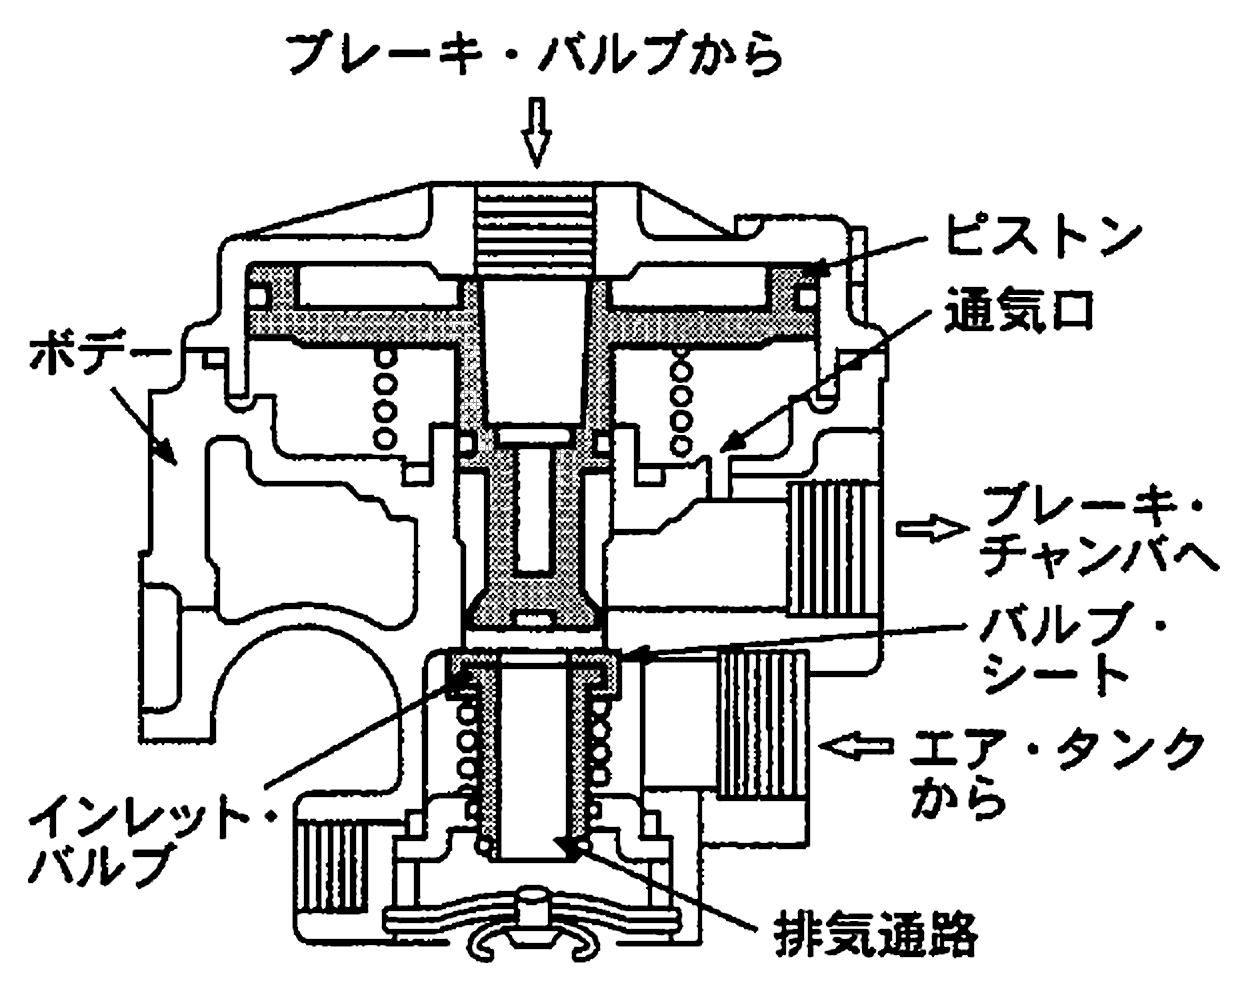 ブレーキ・バルブから
ピストン
通気口
ボデー
ブレーキ・
チャンバへ
バルブ・
シート
エア・タンク
から
インレット・
バルブ
排気通路